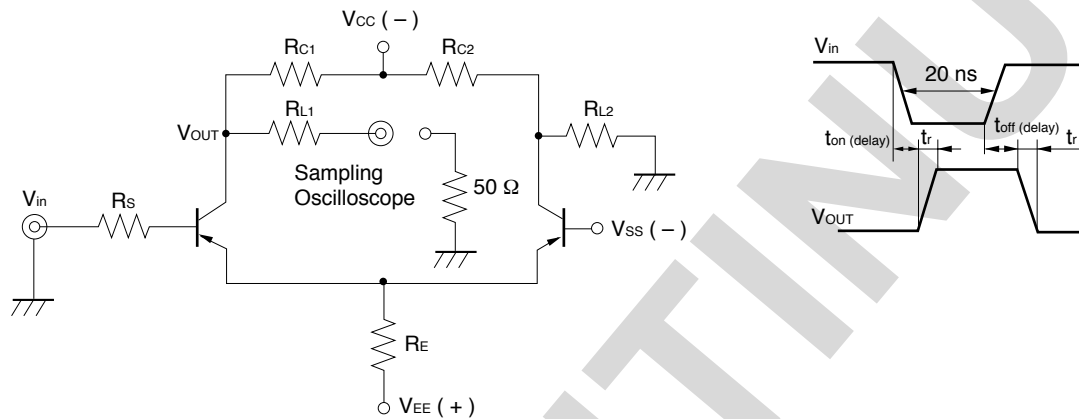 VCC (−)
RC1
RC2
RL1
VOUT
RL2
Sampling
Oscilloscope
50 Ω
Vin
RS
VSS (−)
RE
VEE (+)
Vin
20 ns
ton (delay)
tr
toff (delay)
tr
VOUT